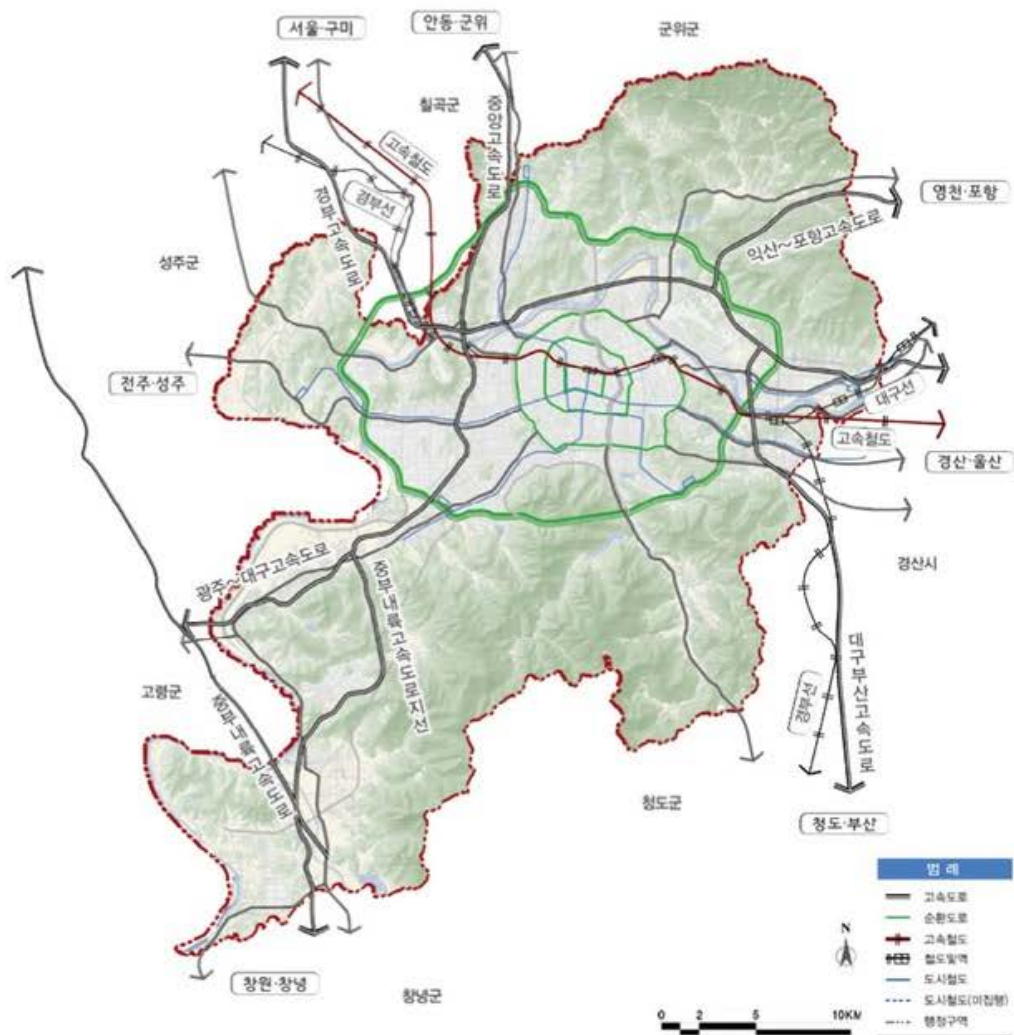 서울·구미
안동·군위
군위군
칠곡군
중앙고속도로
고속철도
경부선
경부고속도로
영천·포항
익산~포항고속도로
성주군
전주·성주
대구선
고속철도
경산·울산
경산시
광주~대구고속도로
중부내륙고속도로지선
고령군
중부내륙고속도로
대구부산고속도로
경부선
청도군
청도·부산
창원·창녕
창녕군
범례
고속도로
순환도로
고속철도
철도및역
도시철도
도시철도(미집행)
행정구역
N
0 2 5 10KM